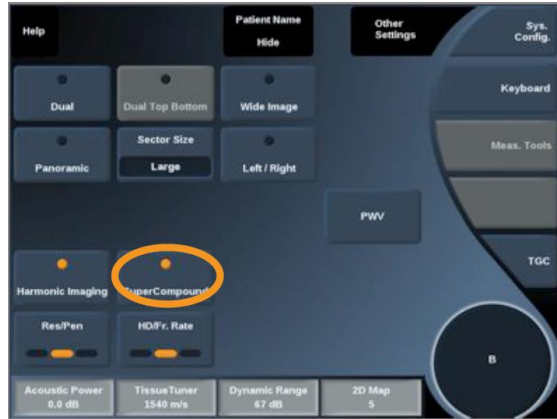 Help
Patient Name
Hide
Other
Settings
Sys.
Config.
Dual
Dual Top Bottom
Wide Image
Keyboard
Panoramic
Sector Size
Large
Left / Right
Meas. Tools
PWV
TGC
Harmonic Imaging
SuperCompound
Res/Pen
HD/Fr. Rate
B
Acoustic Power
0.0 dB
TissueTuner
1540 m/s
Dynamic Range
67 dB
2D Map
5